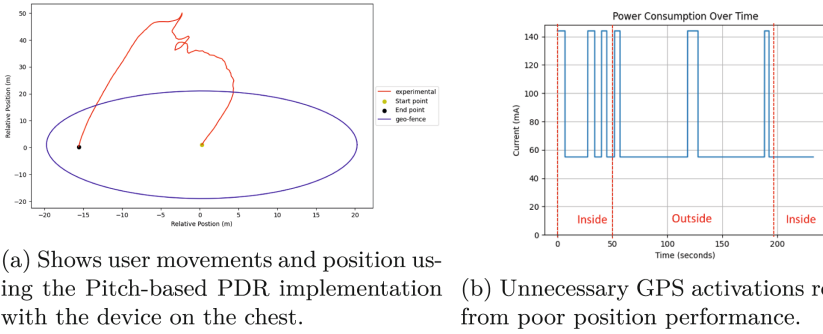 50
40
30
20
10
0
−10
−20
Relative Position (m)
−20
−15
−10
−5
0
5
10
15
20
Relative Postion (m)
experimental
Start point
End point
geo-fence
Power Consumption Over Time
140
120
100
80
60
40
20
0
Current (mA)
Inside
Outside
Inside
0
50
100
150
200
Time (seconds)
(a) Shows user movements and position us-
ing the Pitch-based PDR implementation
with the device on the chest.
(b) Unnecessary GPS activations re
from poor position performance.